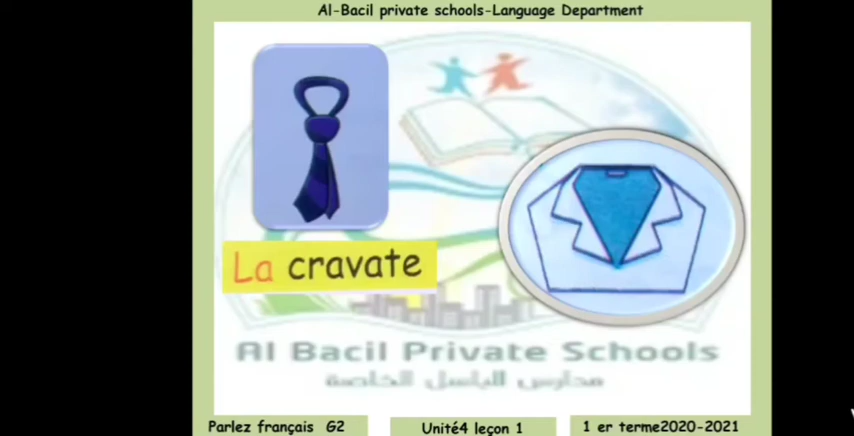 Al-Bacil private schools-Language Department
La cravate
Al Bacil Private Schools
مدارس الباسل الخاصة
Parlez français G2
Unité4 leçon 1
1 er terme2020-2021